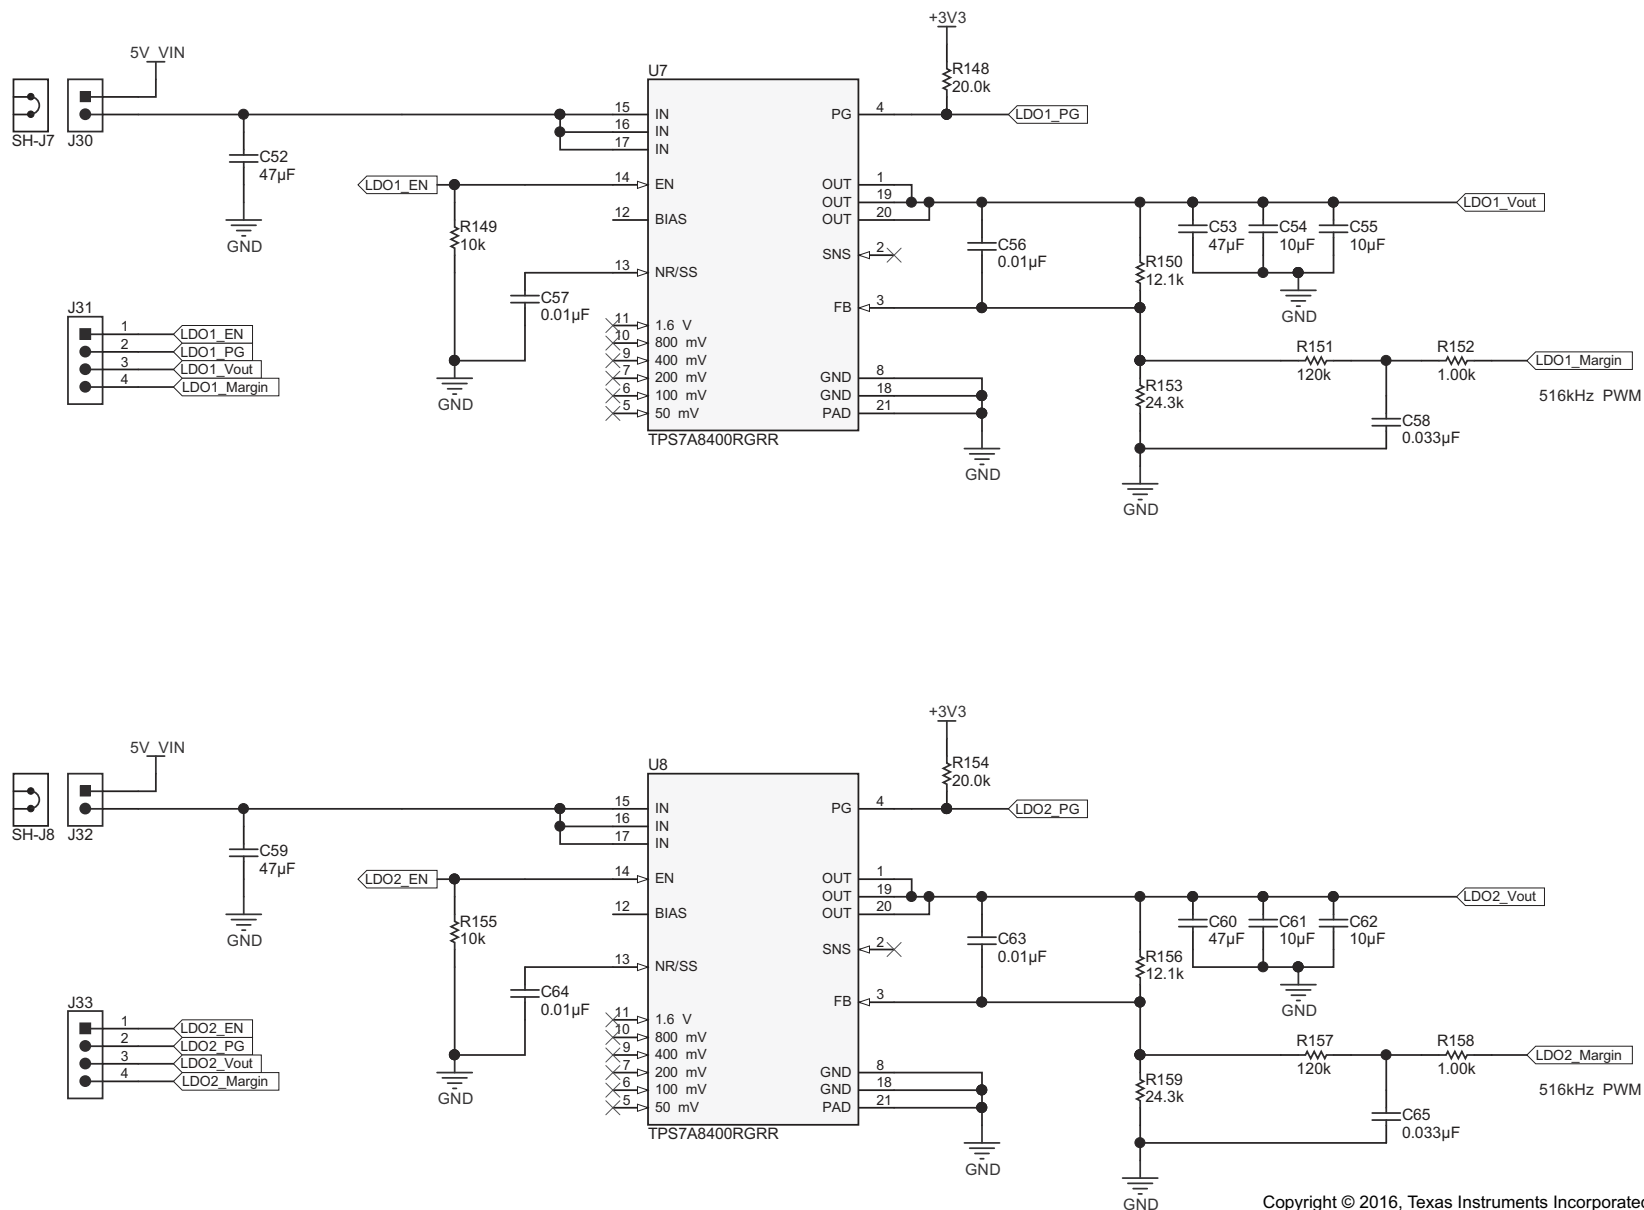 +3V3
5V VIN
R148
20.0k
U7
SH-J7
J30
15
IN
16
IN
17
IN
PG
4
LDO1_PG
C52
47µF
GND
LDO1_EN
14
EN
12
BIAS
R149
10k
13
NR/SS
C57
0.01µF
GND
OUT
1
OUT
19
OUT
20
SNS
2
FB
3
C56
0.01µF
R150
12.1k
C53
47µF
C54
10µF
C55
10µF
GND
LDO1_Vout
J31
1
LDO1_EN
2
LDO1_PG
3
LDO1_Vout
4
LDO1_Margin
11
1.6 V
10
800 mV
9
400 mV
7
200 mV
6
100 mV
5
50 mV
GND
8
GND
18
PAD
21
TPS7A8400RGRR
GND
R151
120k
R152
1.00k
LDO1_Margin
516kHz PWM
R153
24.3k
C58
0.033µF
GND
+3V3
5V VIN
R154
20.0k
U8
SH-J8
J32
15
IN
16
IN
17
IN
PG
4
LDO2_PG
C59
47µF
GND
LDO2_EN
14
EN
12
BIAS
R155
10k
13
NR/SS
C64
0.01µF
GND
OUT
1
OUT
19
OUT
20
SNS
2
FB
3
C63
0.01µF
R156
12.1k
C60
47µF
C61
10µF
C62
10µF
GND
LDO2_Vout
J33
1
LDO2_EN
2
LDO2_PG
3
LDO2_Vout
4
LDO2_Margin
11
1.6 V
10
800 mV
9
400 mV
7
200 mV
6
100 mV
5
50 mV
GND
8
GND
18
PAD
21
TPS7A8400RGRR
GND
R157
120k
R158
1.00k
LDO2_Margin
516kHz PWM
R159
24.3k
C65
0.033µF
GND
Copyright © 2016, Texas Instruments Incorporated